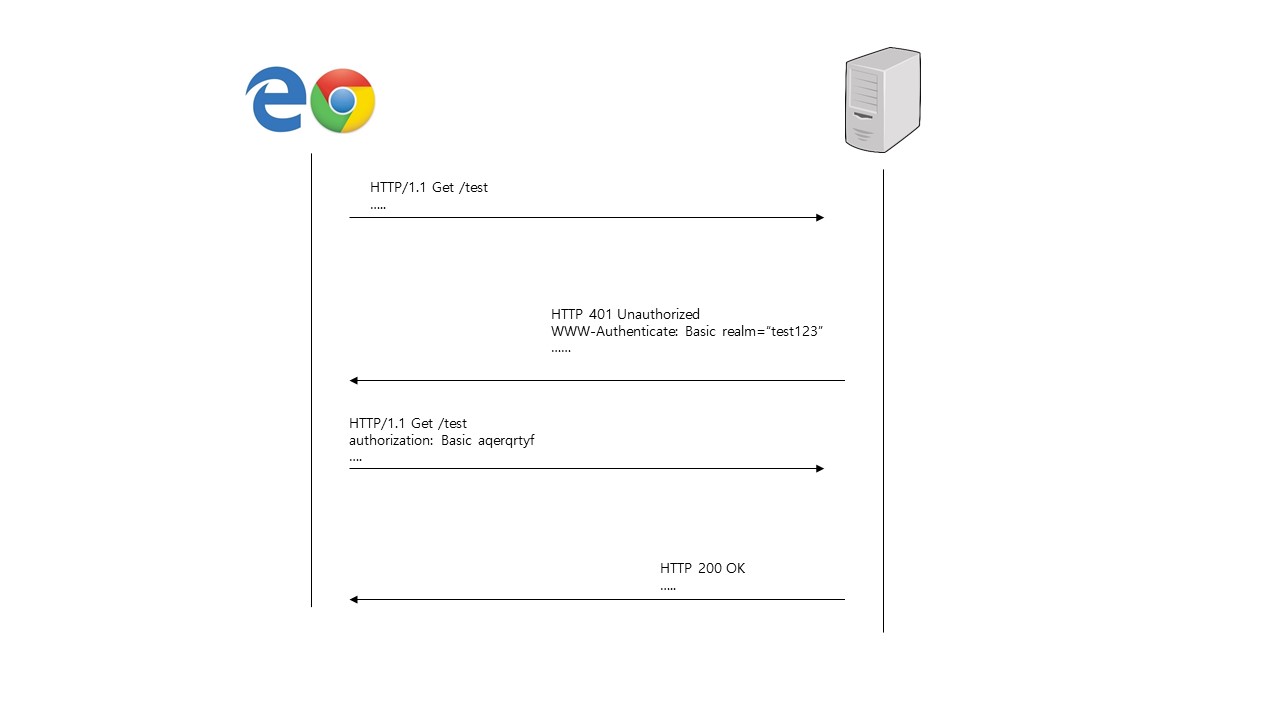 HTTP/1.1 Get /test
.....
HTTP 401 Unauthorized
WWW-Authenticate: Basic realm=“test123”
......
HTTP/1.1 Get /test
authorization: Basic aqerqrtyf
....
HTTP 200 OK
.....